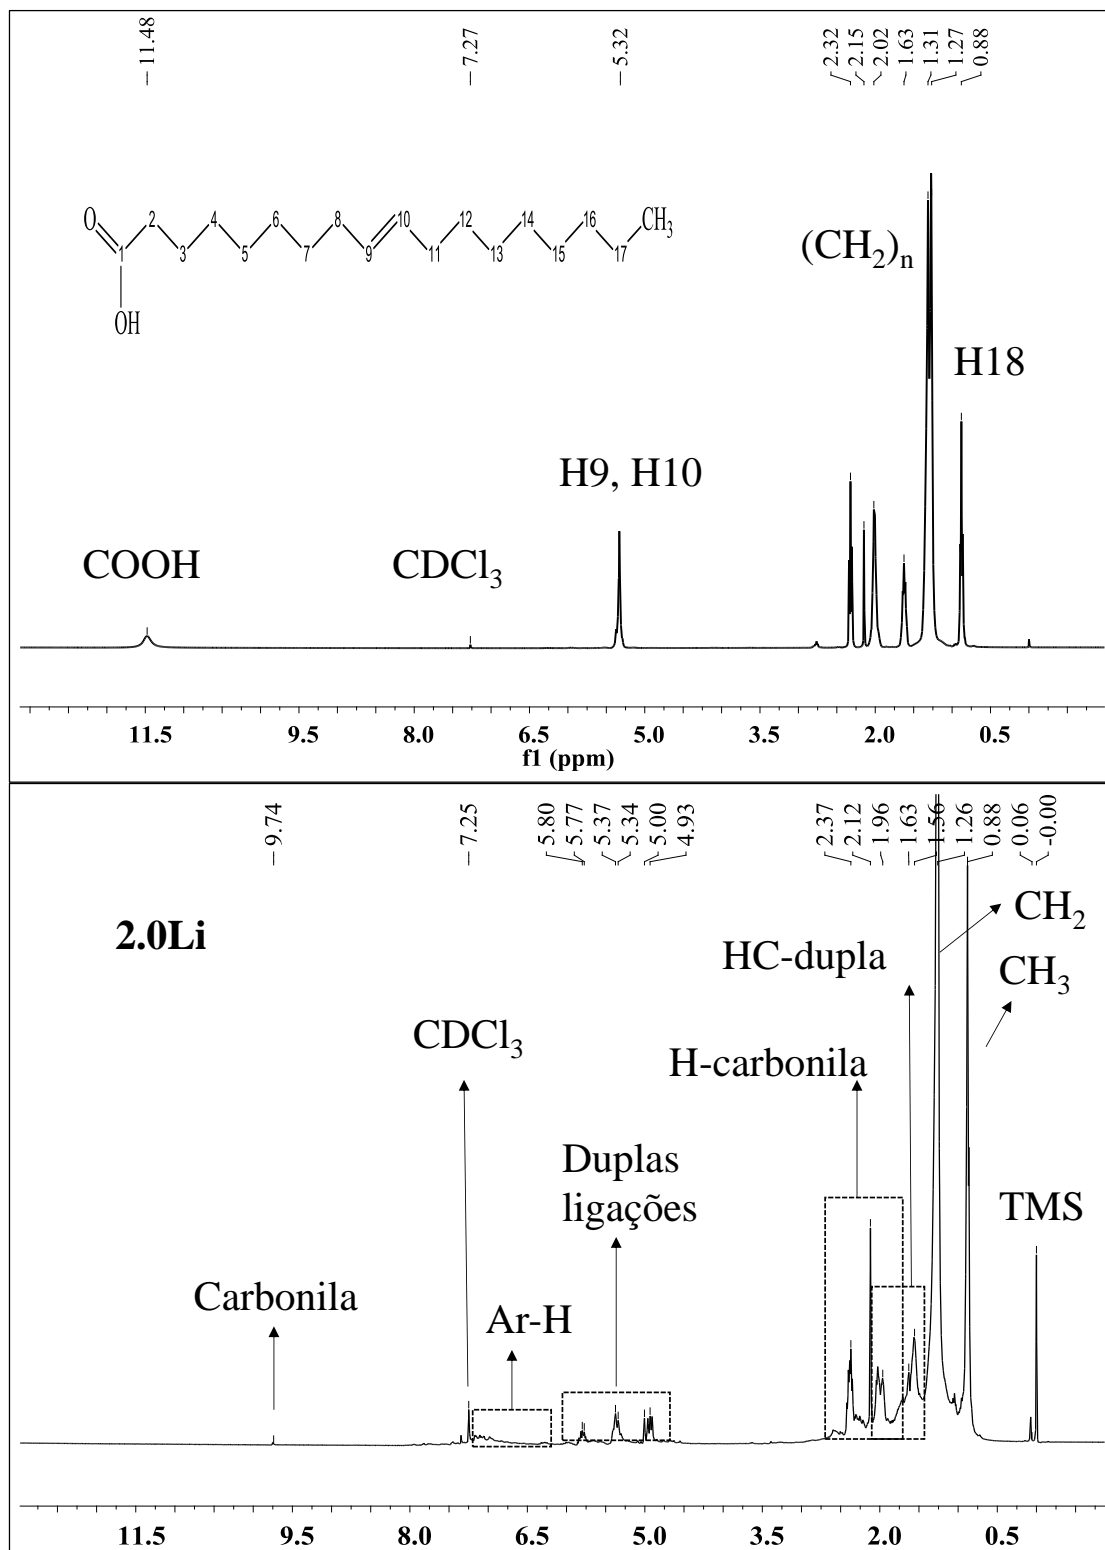 11.48
7.27
5.32
2.32
2.15
2.02
1.63
1.31
1.27
0.88
O
1
2
3
4
5
6
7
8
9
10
11
12
13
14
15
16
17
CH₃
OH
(CH₂)ₙ
H18
H9, H10
COOH
CDCl₃
11.5 9.5 8.0 6.5 5.0 3.5 2.0 0.5
f1 (ppm)
9.74
7.25
5.80
5.77
5.37
5.34
5.00
4.93
2.37
2.12
1.96
1.63
1.56
1.26
0.88
0.06
-0.00
2.0Li
CH₂
HC-dupla
CH₃
CDCl₃
H-carbonila
Duplas
ligações
TMS
Carbonila
Ar-H
11.5 9.5 8.0 6.5 5.0 3.5 2.0 0.5